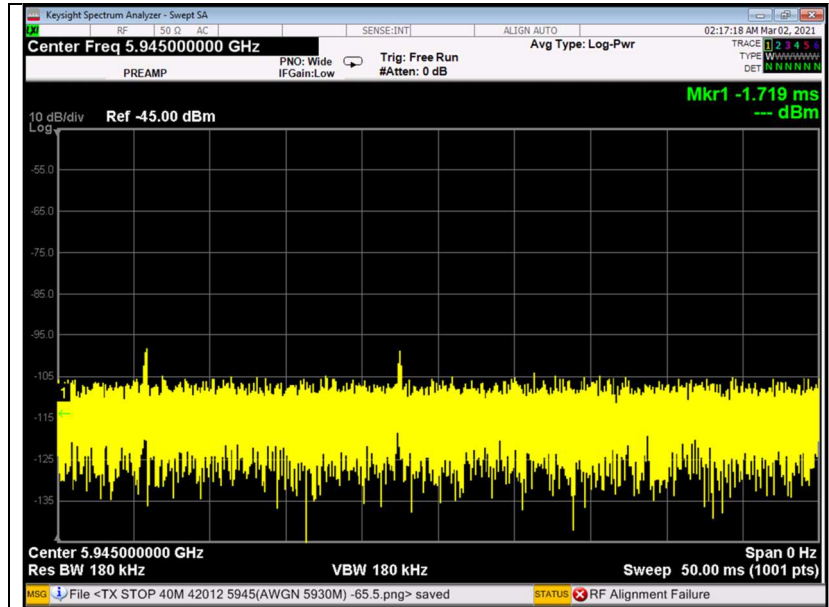 Keysight Spectrum Analyzer - Swept SA
LXI RF 50 Ω AC SENSE:INT ALIGN AUTO 02:17:18 AM Mar 02, 2021
Center Freq 5.945000000 GHz Avg Type: Log-Pwr TRACE 1 2 3 4 5 6
PNO: Wide Trig: Free Run TYPE WWWWWW
PREAMP IFGain:Low #Atten: 0 dB DET N N N N N N
Mkr1 -1.719 ms
10 dB/div Ref -45.00 dBm --- dBm
Log
-55.0
-65.0
-75.0
-85.0
-95.0
-105
1
-115
-125
-135
Center 5.945000000 GHz Span 0 Hz
Res BW 180 kHz VBW 180 kHz Sweep 50.00 ms (1001 pts)
MSG File <TX STOP 40M 42012 5945(AWGN 5930M) -65.5.png> saved STATUS RF Alignment Failure